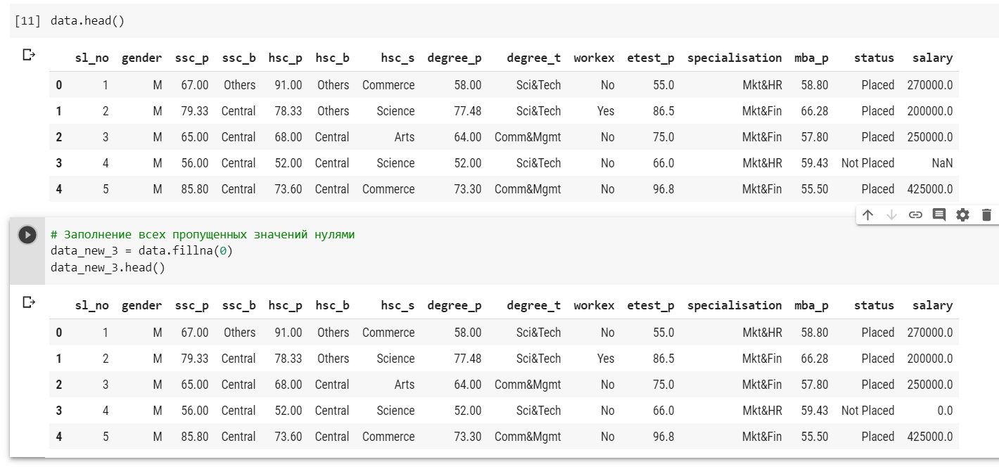 [11] data.head()
sl_no gender ssc_p ssc_b hsc_p hsc_b hsc_s degree_p degree_t workex etest_p specialisation mba_p status salary
0 1 M 67.00 Others 91.00 Others Commerce 58.00 Sci&Tech No 55.0 Mkt&HR 58.80 Placed 270000.0
1 2 M 79.33 Central 78.33 Others Science 77.48 Sci&Tech Yes 86.5 Mkt&Fin 66.28 Placed 200000.0
2 3 M 65.00 Central 68.00 Central Arts 64.00 Comm&Mgmt No 75.0 Mkt&Fin 57.80 Placed 250000.0
3 4 M 56.00 Central 52.00 Central Science 52.00 Sci&Tech No 66.0 Mkt&HR 59.43 Not Placed NaN
4 5 M 85.80 Central 73.60 Central Commerce 73.30 Comm&Mgmt No 96.8 Mkt&Fin 55.50 Placed 425000.0
# Заполнение всех пропущенных значений нулями
data_new_3 = data.fillna(0)
data_new_3.head()
sl_no gender ssc_p ssc_b hsc_p hsc_b hsc_s degree_p degree_t workex etest_p specialisation mba_p status salary
0 1 M 67.00 Others 91.00 Others Commerce 58.00 Sci&Tech No 55.0 Mkt&HR 58.80 Placed 270000.0
1 2 M 79.33 Central 78.33 Others Science 77.48 Sci&Tech Yes 86.5 Mkt&Fin 66.28 Placed 200000.0
2 3 M 65.00 Central 68.00 Central Arts 64.00 Comm&Mgmt No 75.0 Mkt&Fin 57.80 Placed 250000.0
3 4 M 56.00 Central 52.00 Central Science 52.00 Sci&Tech No 66.0 Mkt&HR 59.43 Not Placed 0.0
4 5 M 85.80 Central 73.60 Central Commerce 73.30 Comm&Mgmt No 96.8 Mkt&Fin 55.50 Placed 425000.0